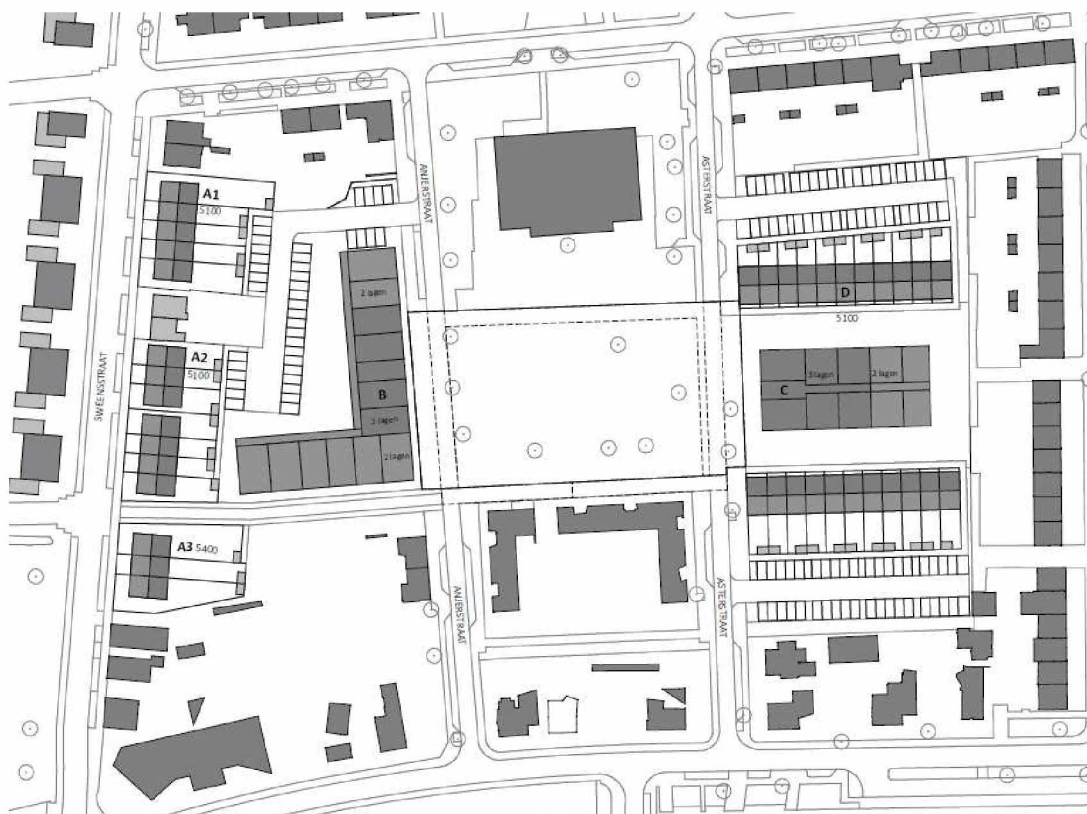 A1
5100
ANJERSTRAAT
ASTERSTRAAT
2 lagen
D
5100
SWEENSSTRAAT
A2
5100
B
3 lagen
2 lagen
C
3 lagen
2 lagen
A3 5400
ANJERSTRAAT
ASTERSTRAAT